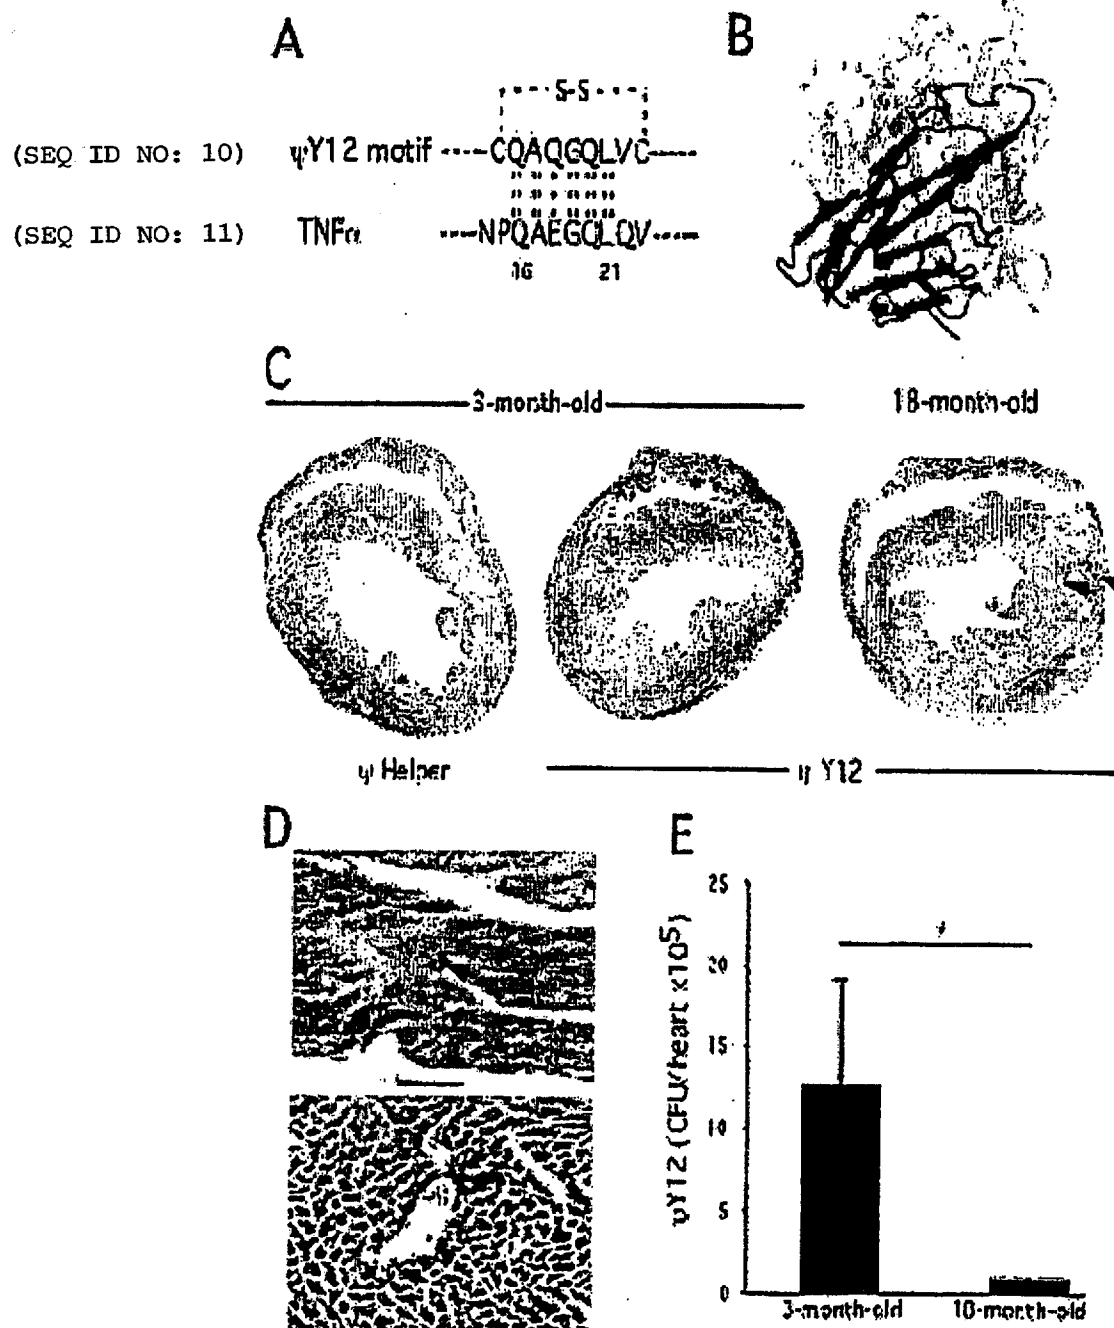 A
B
S-S
(SEQ ID NO: 10) ψY12 motif CQAQGQLVC
(SEQ ID NO: 11) TNFα NPQAEGQLQV
16 21
C
3-month-old 18-month-old
ψ Helper ψ Y12
D
E
ψY12 (CFU/heart x10⁵)
25
20
15
10
5
0
*
3-month-old 18-month-old